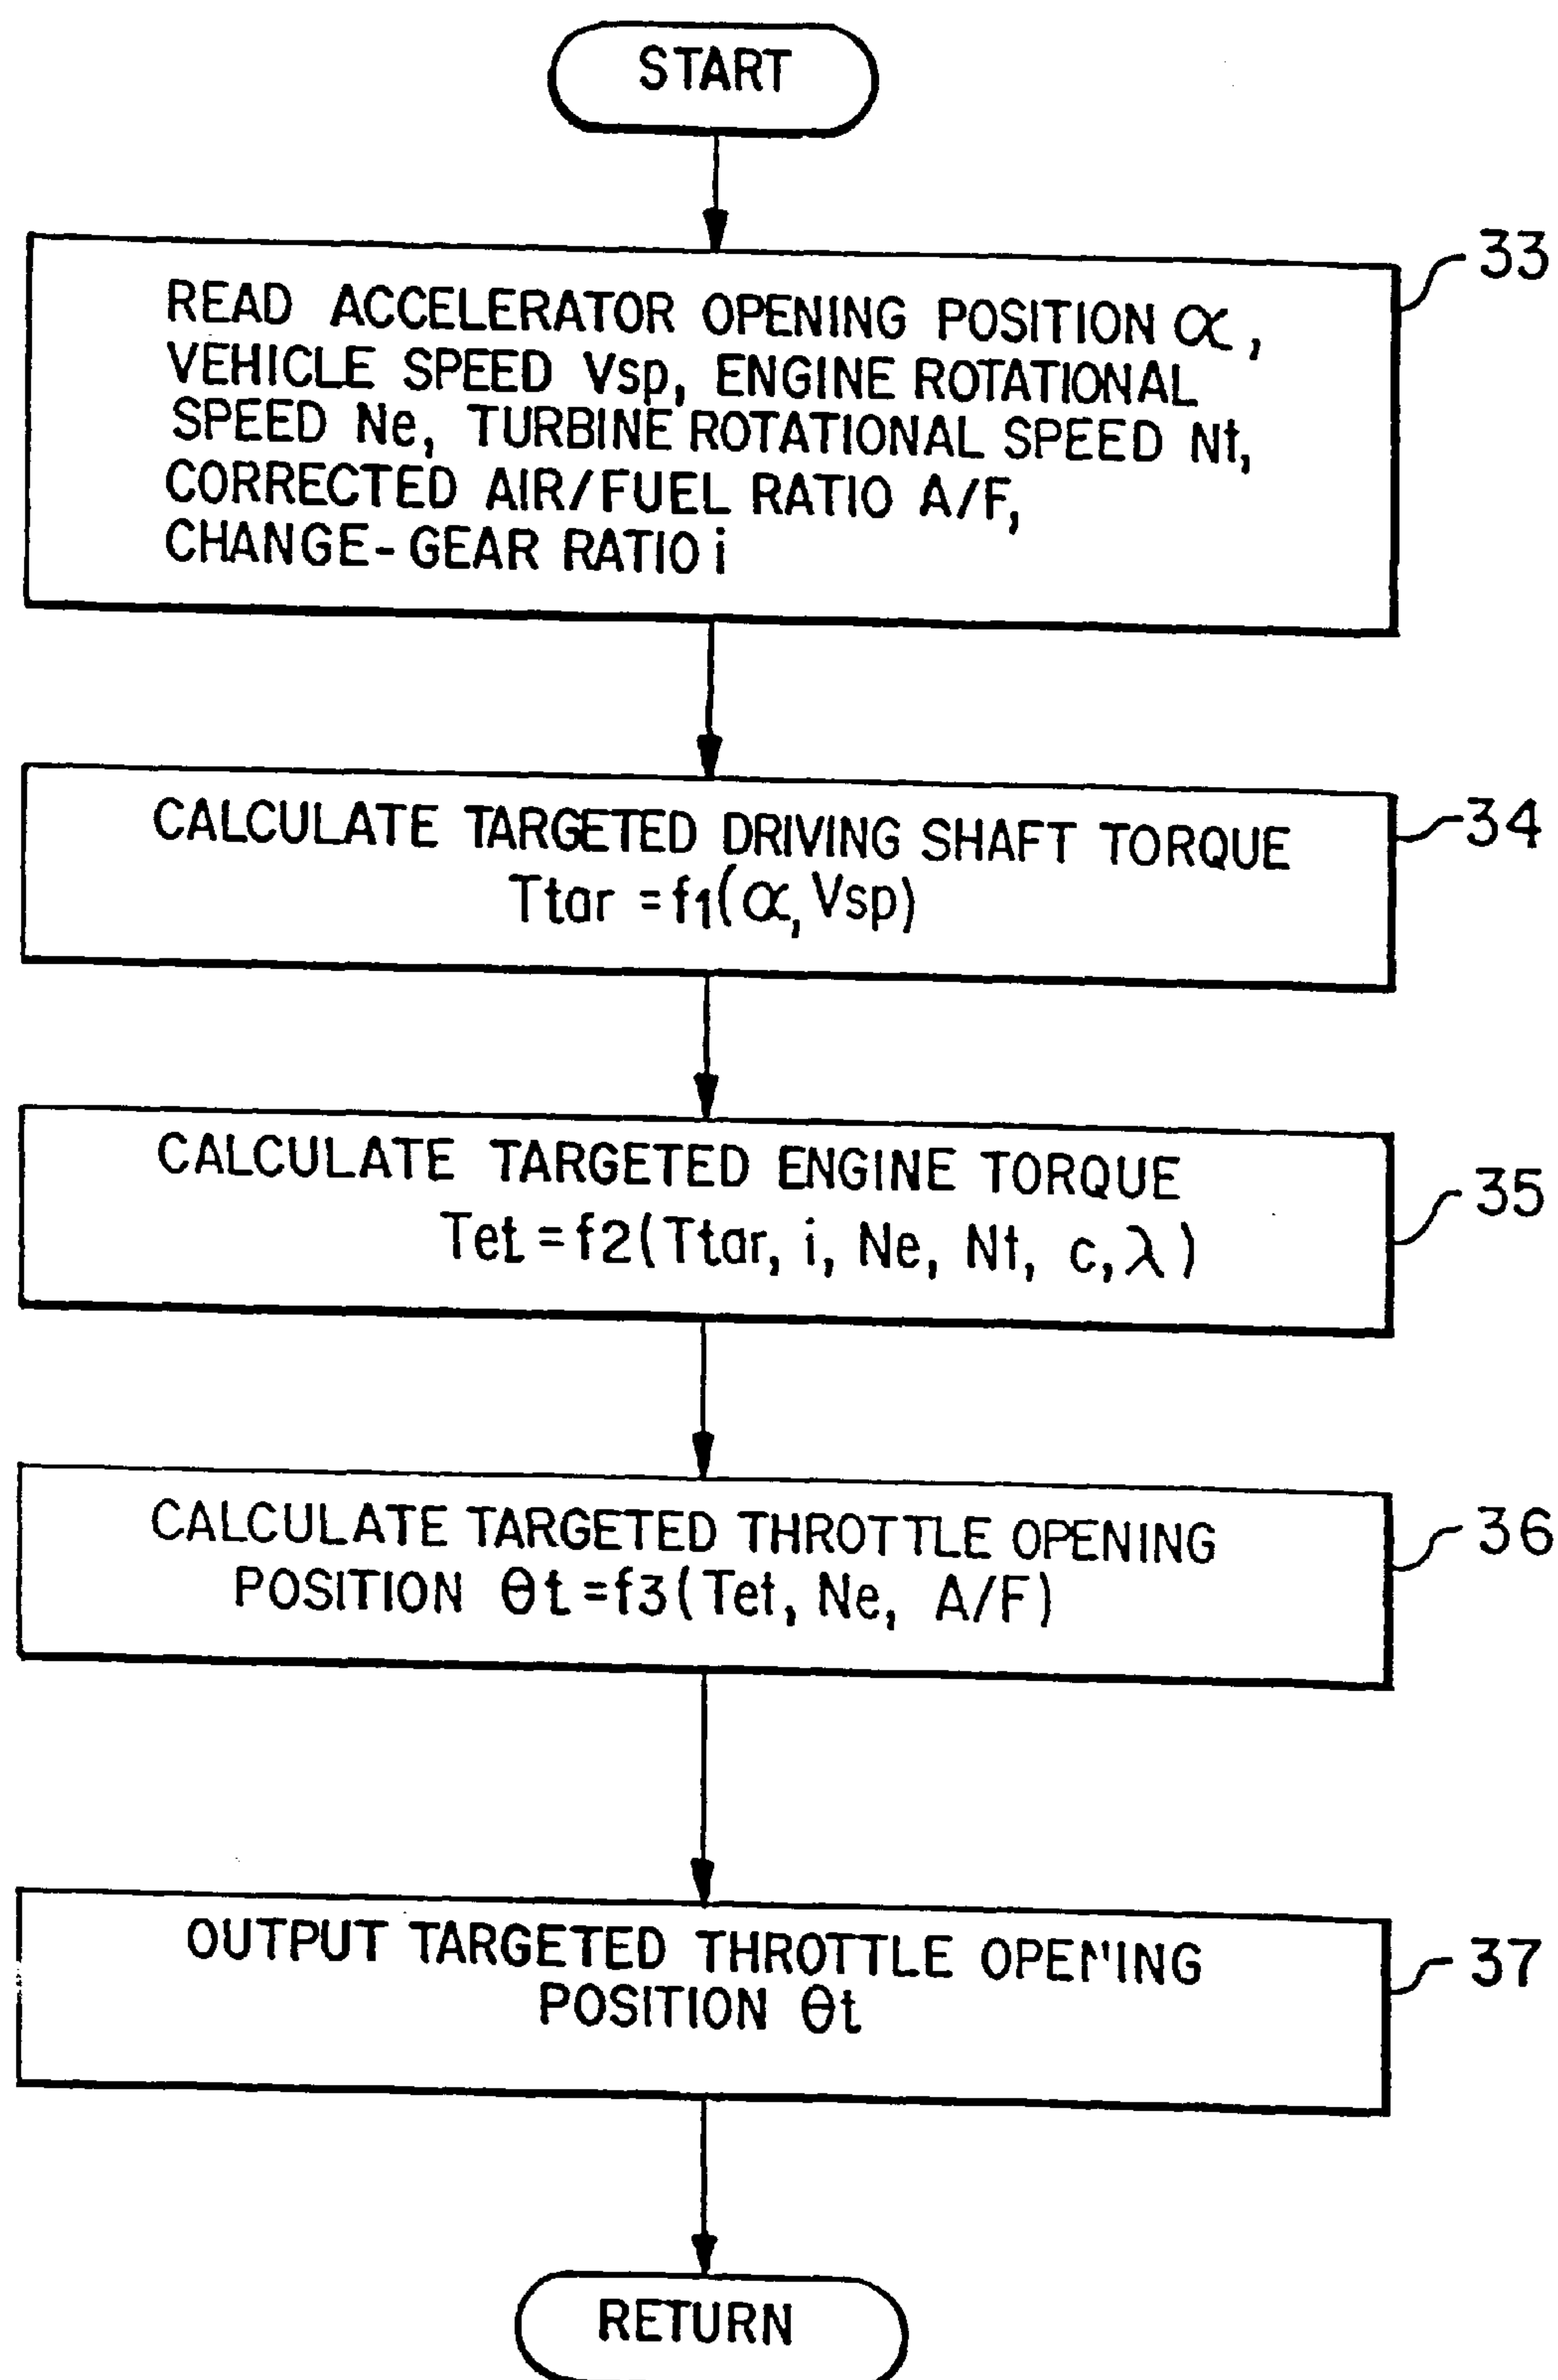 START
33
READ ACCELERATOR OPENING POSITION α,
VEHICLE SPEED Vsp, ENGINE ROTATIONAL
SPEED Ne, TURBINE ROTATIONAL SPEED Nt,
CORRECTED AIR/FUEL RATIO A/F,
CHANGE-GEAR RATIO i
34
CALCULATE TARGETED DRIVING SHAFT TORQUE
Ttar =f1(α, Vsp)
35
CALCULATE TARGETED ENGINE TORQUE
Tet =f2(Ttar, i, Ne, Nt, c, λ)
36
CALCULATE TARGETED THROTTLE OPENING
POSITION θt =f3(Tet, Ne, A/F)
37
OUTPUT TARGETED THROTTLE OPENING
POSITION θt
RETURN